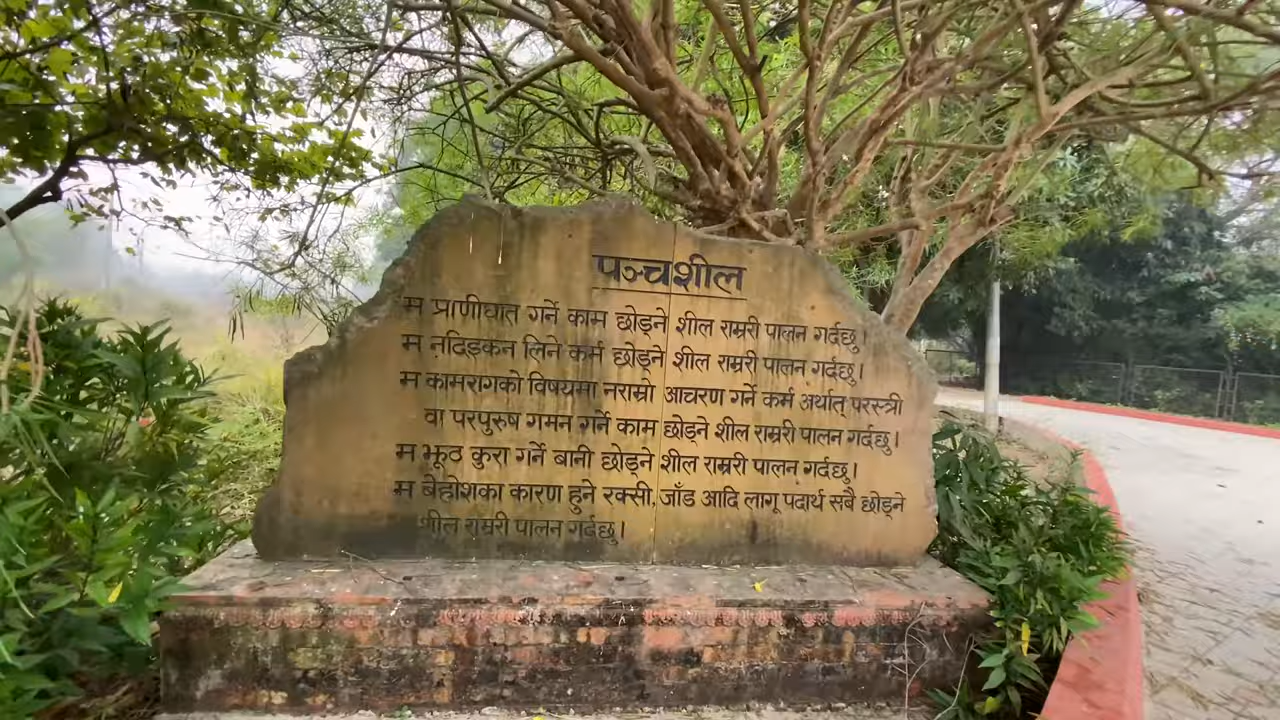 पञ्चशील
म प्राणीघात गर्ने काम छोड्ने शील राम्ररी पालन गर्दछु।
म नदिइकन लिने कर्म छोड्ने शील राम्ररी पालन गर्दछु।
म कामरागको विषयमा नराम्रो आचरण गर्ने कर्म अर्थात् परस्त्री
वा परपुरुष गमन गर्ने काम छोड्ने शील राम्ररी पालन गर्दछु।
म झूठ कुरा गर्ने बानी छोड्ने शील राम्ररी पालन गर्दछु।
म बेहोशका कारण हुने रक्सी, जाँड आदि लागू पदार्थ सबै छोड्ने
शील राम्ररी पालन गर्दछु।